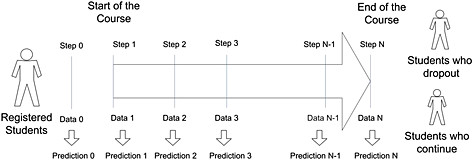 Start of the
Course
End of the
Course
Step 0 Step 1 Step 2 Step 3 Step N-1 Step N
Students who
dropout
Registered
Students
Data 0 Data 1 Data 2 Data 3 Data N-1 Data N
Students who
continue
Prediction 0 Prediction 1 Prediction 2 Prediction 3 Prediction N-1 Prediction N